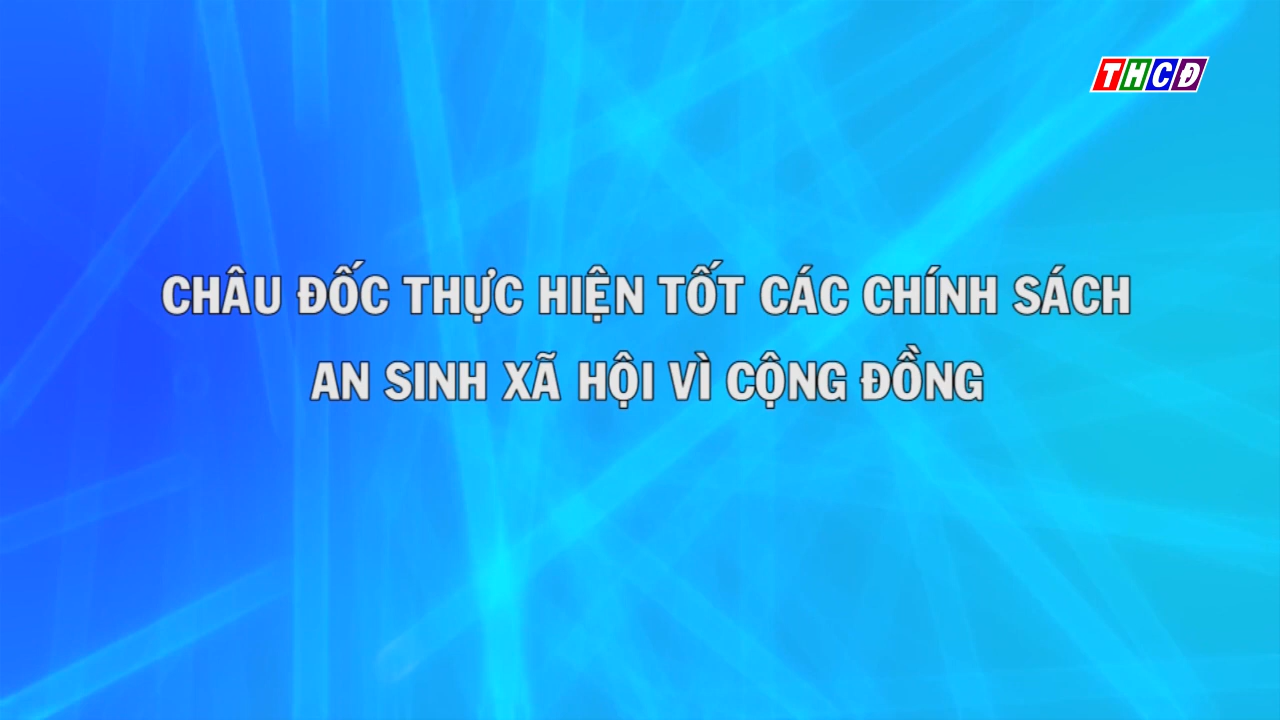 THCĐ
CHÂU ĐỐC THỰC HIỆN TỐT CÁC CHÍNH SÁCH
AN SINH XÃ HỘI VÌ CỘNG ĐỒNG